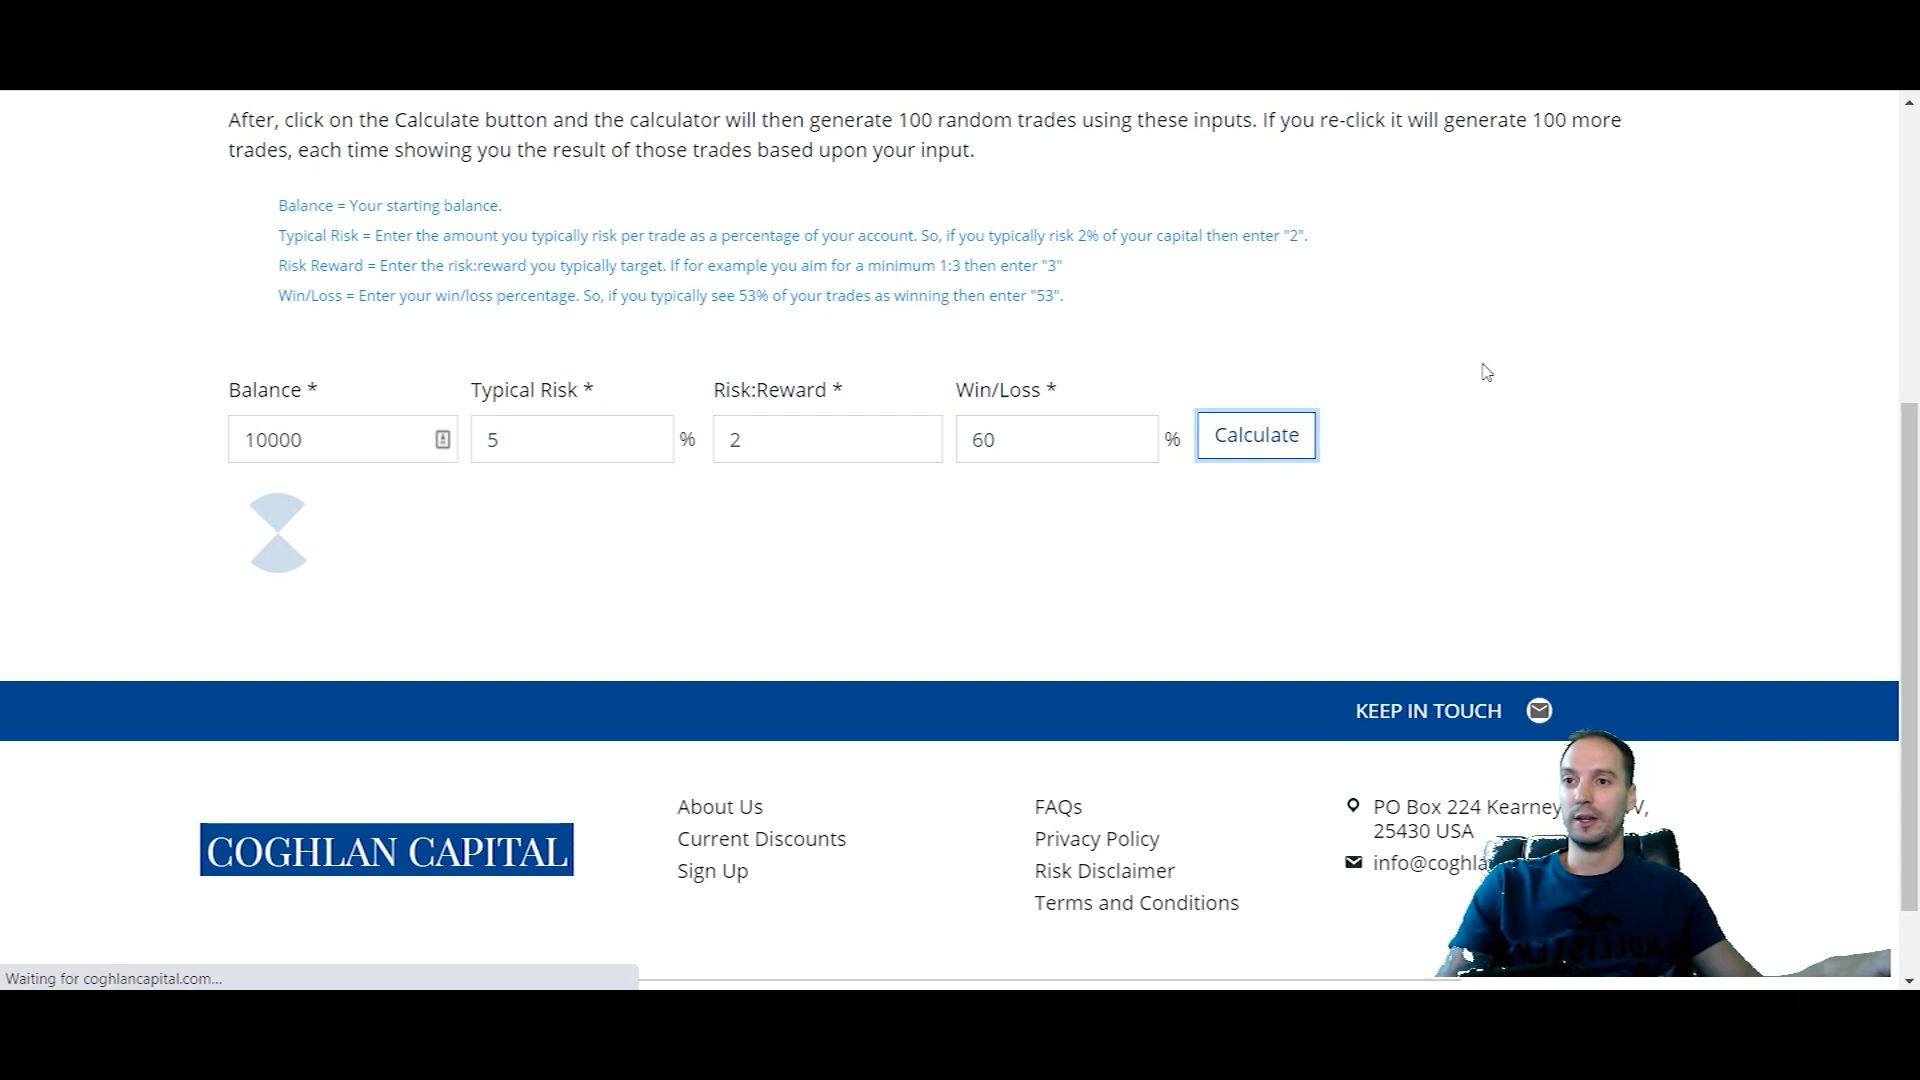 After, click on the Calculate button and the calculator will then generate 100 random trades using these inputs. If you re-click it will generate 100 more
trades, each time showing you the result of those trades based upon your input.
Balance = Your starting balance.
Typical Risk = Enter the amount you typically risk per trade as a percentage of your account. So, if you typically risk 2% of your capital then enter "2".
Risk Reward = Enter the risk:reward you typically target. If for example you aim for a minimum 1:3 then enter "3"
Win/Loss = Enter your win/loss percentage. So, if you typically see 53% of your trades as winning then enter "53".
Balance * Typical Risk * Risk:Reward * Win/Loss *
10000 5 % 2 60 % Calculate
KEEP IN TOUCH
COGHLAN CAPITAL
About Us
Current Discounts
Sign Up
FAQs
Privacy Policy
Risk Disclaimer
Terms and Conditions
PO Box 224 Kearney
25430 USA
Waiting for coghlancapital.com...